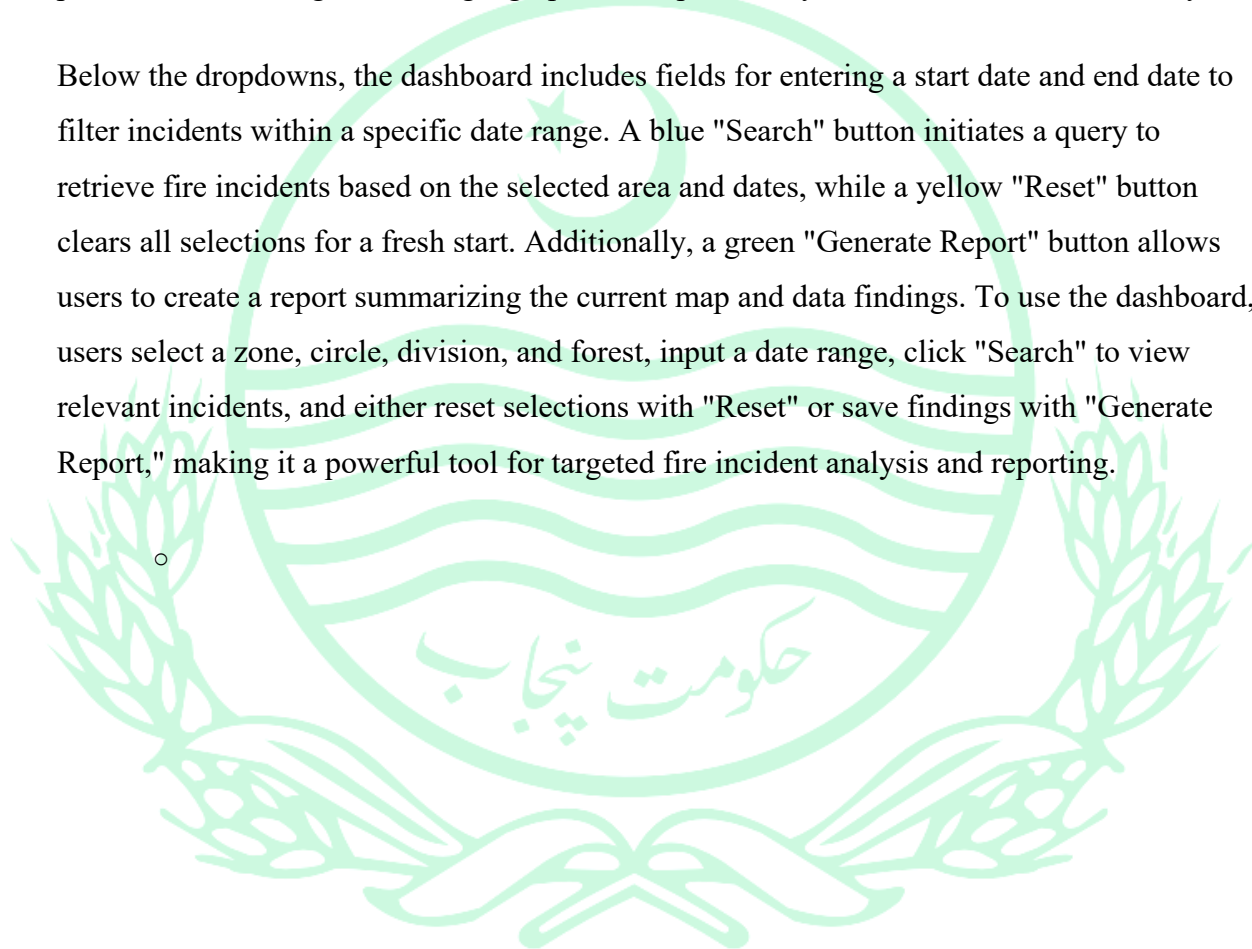 Below the dropdowns, the dashboard includes fields for entering a start date and end date to
filter incidents within a specific date range. A blue "Search" button initiates a query to
retrieve fire incidents based on the selected area and dates, while a yellow "Reset" button
clears all selections for a fresh start. Additionally, a green "Generate Report" button allows
users to create a report summarizing the current map and data findings. To use the dashboard,
users select a zone, circle, division, and forest, input a date range, click "Search" to view
relevant incidents, and either reset selections with "Reset" or save findings with "Generate
Report," making it a powerful tool for targeted fire incident analysis and reporting.
حکومت پنجاب